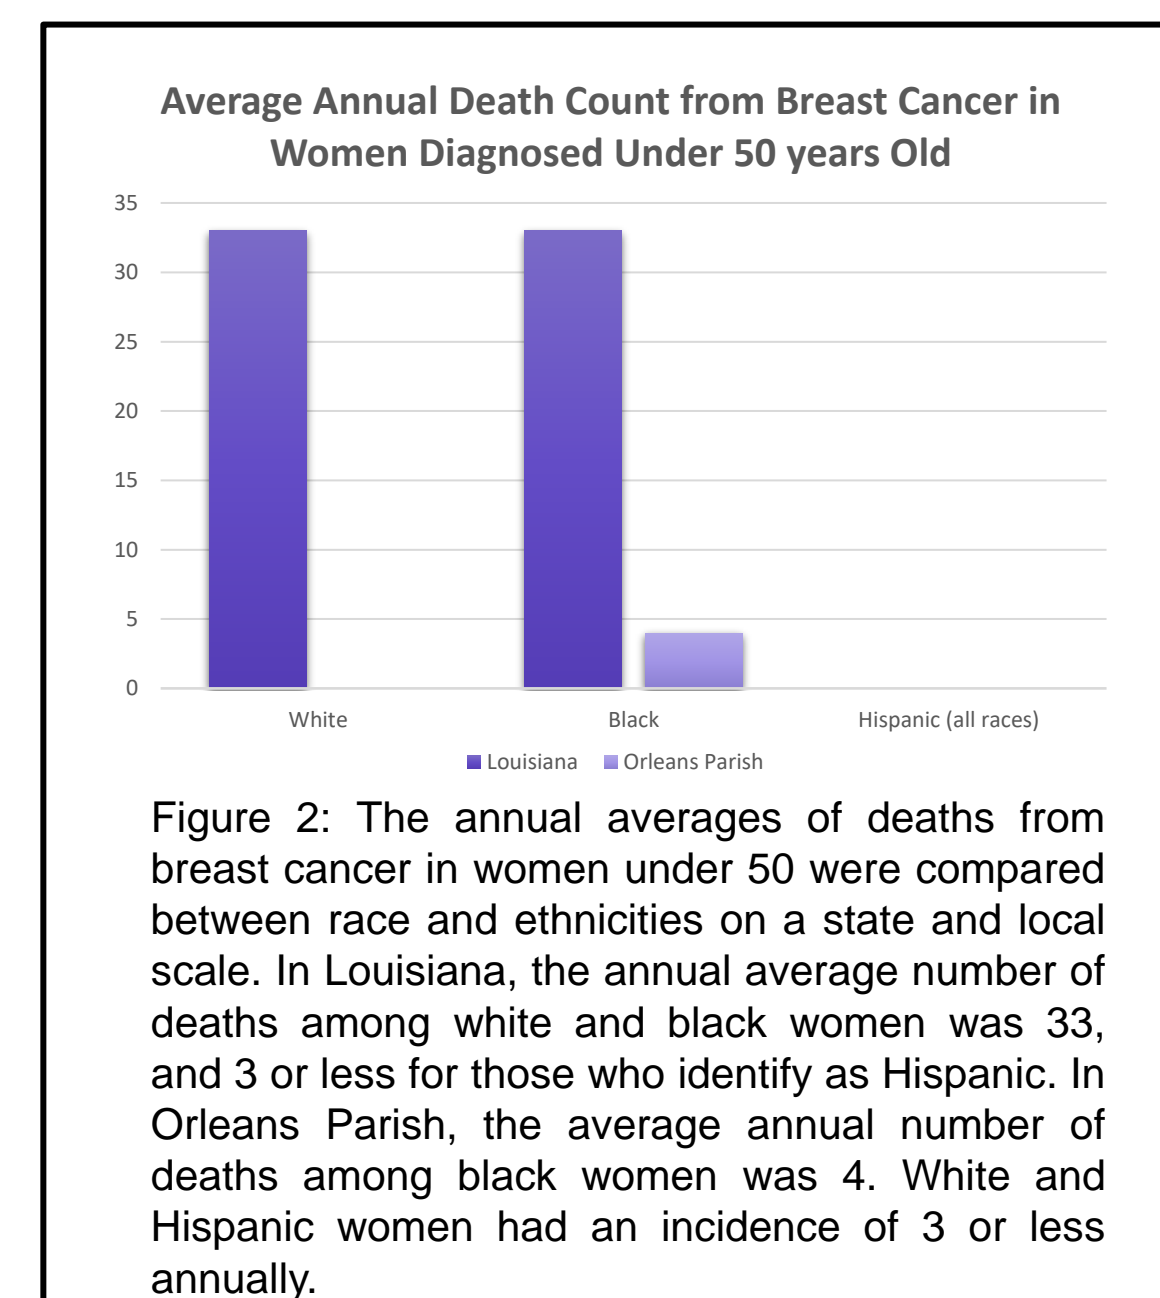 Average Annual Death Count from Breast Cancer in
Women Diagnosed Under 50 years Old
35
30
25
20
15
10
5
0
White
Black
Hispanic (all races)
Louisiana
Orleans Parish
Figure 2: The annual averages of deaths from
breast cancer in women under 50 were compared
between race and ethnicities on a state and local
scale. In Louisiana, the annual average number of
deaths among white and black women was 33,
and 3 or less for those who identify as Hispanic. In
Orleans Parish, the average annual number of
deaths among black women was 4. White and
Hispanic women had an incidence of 3 or less
annually.